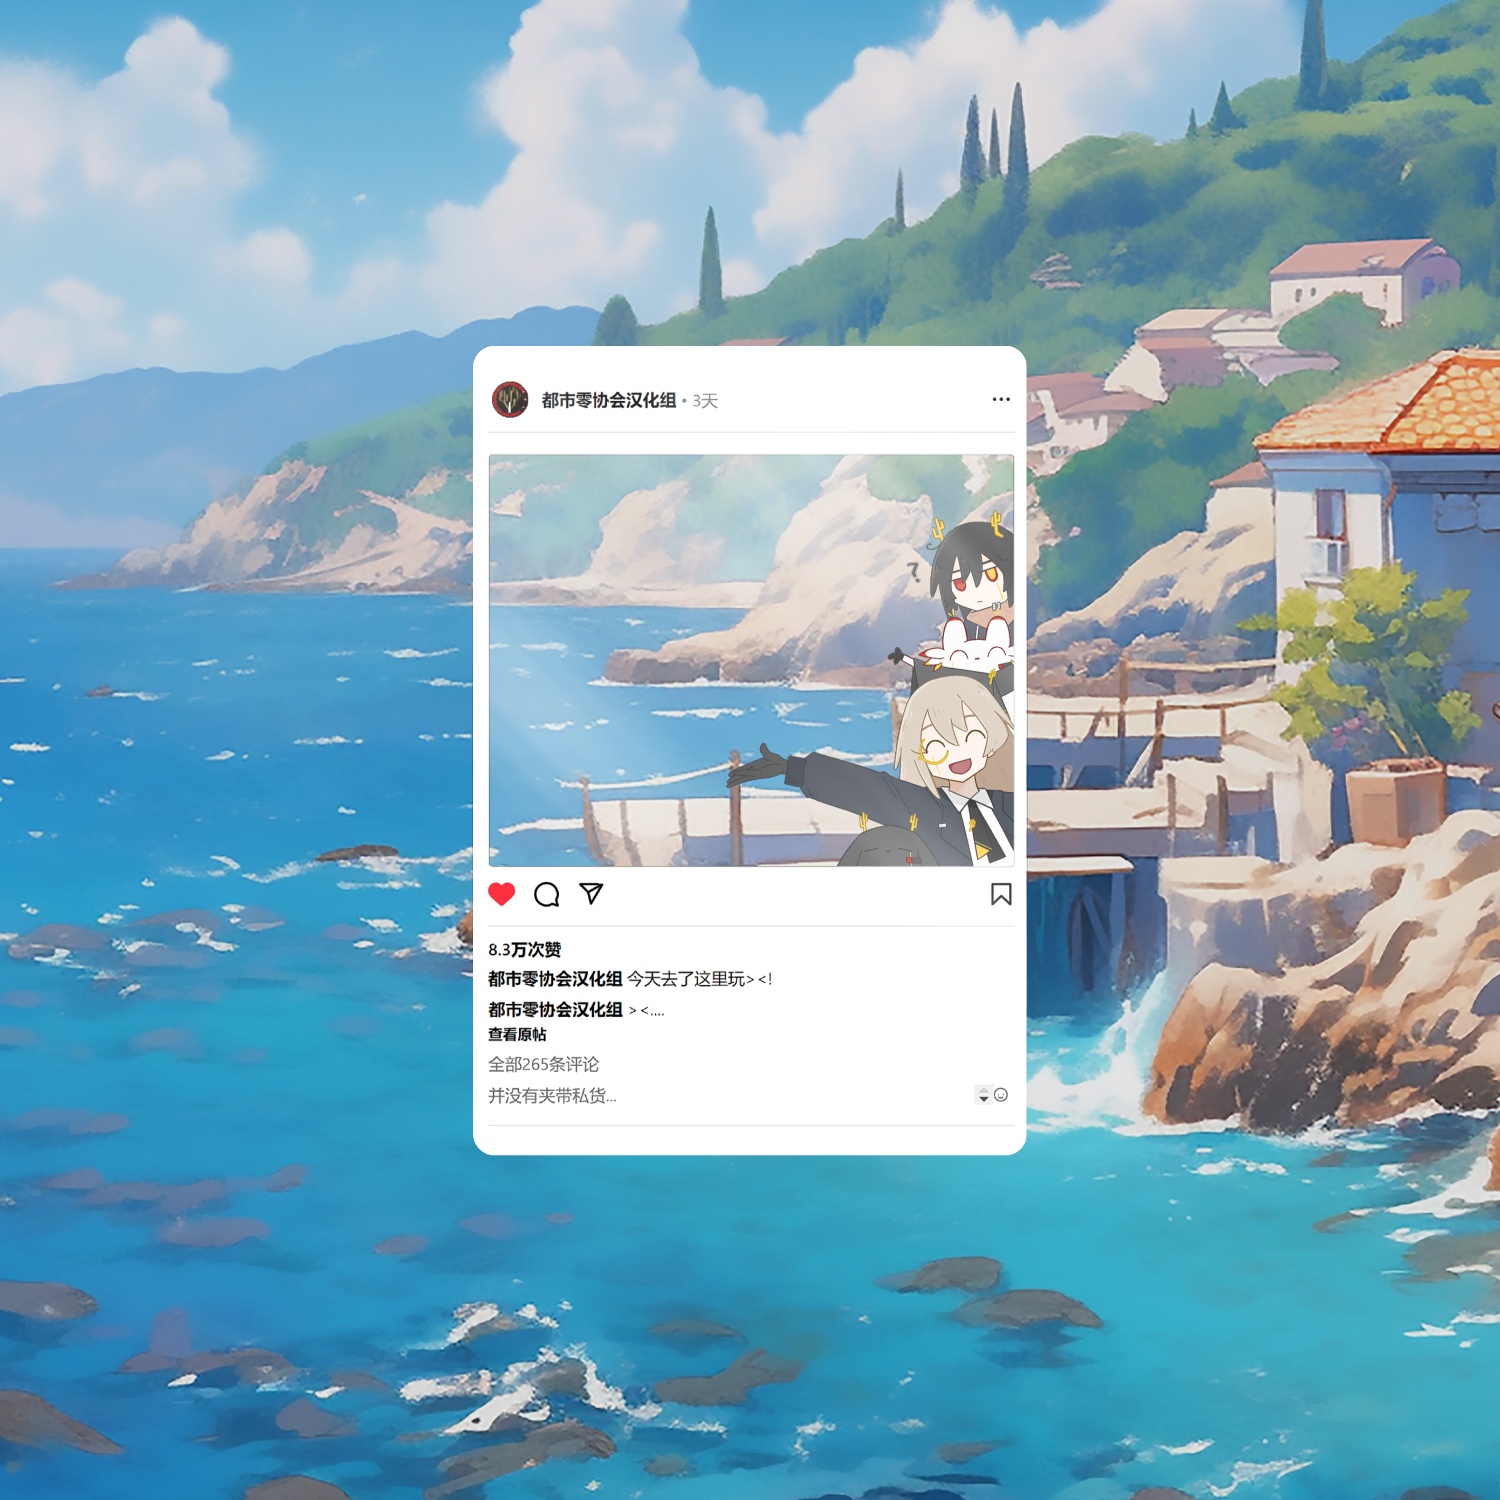 都市零协会汉化组 • 3天
?
8.3万次赞
都市零协会汉化组 今天去了这里玩><!
都市零协会汉化组 ><....
查看原帖
全部265条评论
并没有夹带私货...